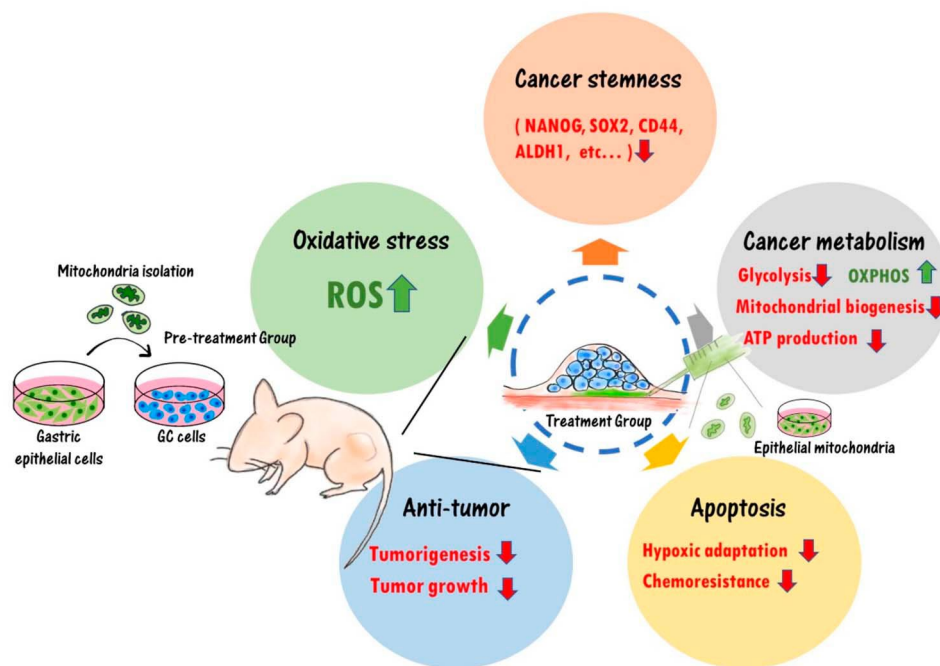 Cancer stemness
( NANOG, SOX2, CD44,
ALDH1, etc... )
Oxidative stress
ROS
Cancer metabolism
Glycolysis OXPHOS
Mitochondrial biogenesis
ATP production
Mitochondria isolation
Pre-treatment Group
Gastric
epithelial cells
GC cells
Treatment Group
Epithelial mitochondria
Anti-tumor
Tumorigenesis
Tumor growth
Apoptosis
Hypoxic adaptation
Chemoresistance